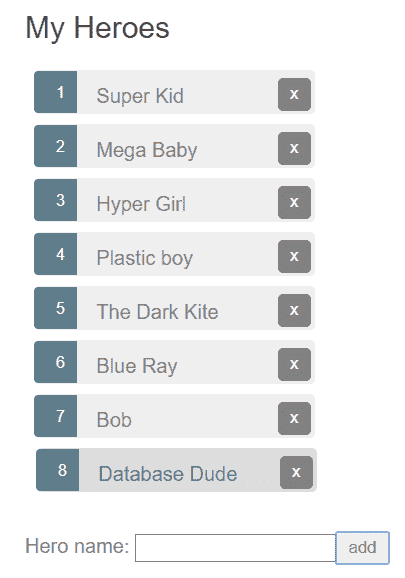 My Heroes
1 Super Kid x
2 Mega Baby x
3 Hyper Girl x
4 Plastic boy x
5 The Dark Kite x
6 Blue Ray x
7 Bob x
8 Database Dude x
Hero name: add